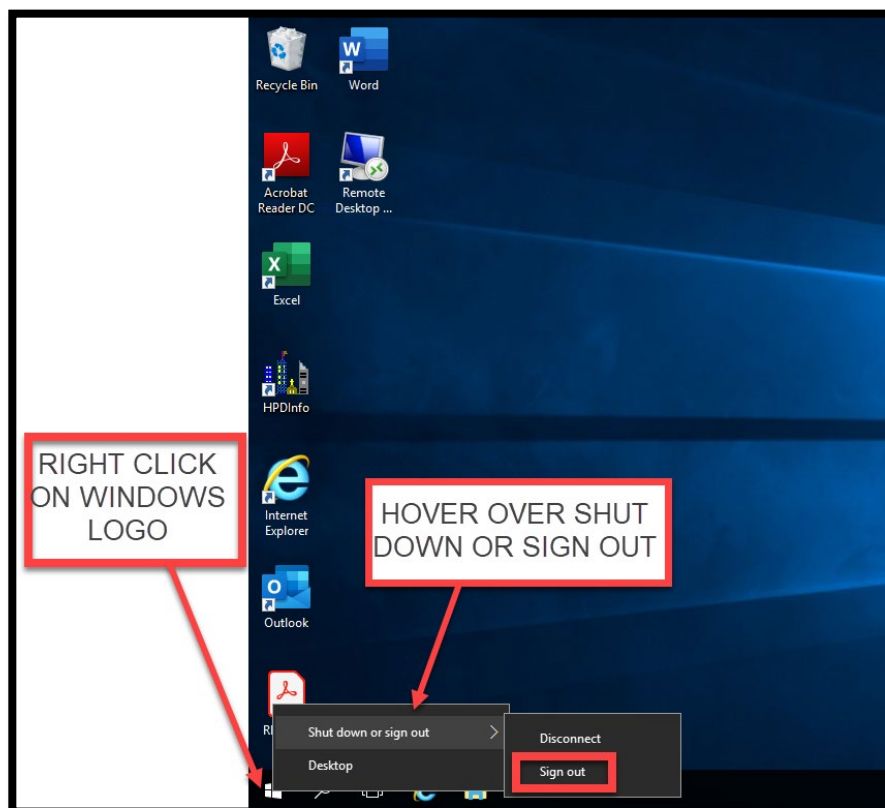 Recycle Bin
Word
Acrobat
Reader DC
Remote
Desktop ...
Excel
HPDInfo
RIGHT CLICK
ON WINDOWS
LOGO
Internet
Explorer
HOVER OVER SHUT
DOWN OR SIGN OUT
Outlook
Shut down or sign out
Desktop
Disconnect
Sign out